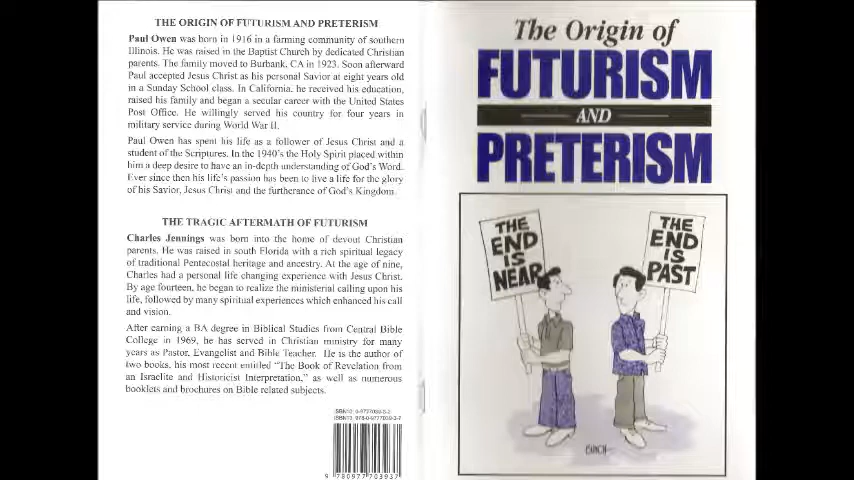 THE ORIGIN OF FUTURISM AND PRETERISM
Paul Owen was born in 1916 in a farming community of southern
Illinois. He was raised in the Baptist Church by dedicated Christian
parents. The family moved to Burbank, CA in 1923. Soon afterward
Paul accepted Jesus Christ as his personal Savior at eight years old
in a Sunday School class. In California, he received his education,
raised his family and began a secular career with the United States
Post Office. He willingly served his country for four years in
military service during World War II.
Paul Owen has spent his life as a follower of Jesus Christ and a
student of the Scriptures. In the 1940's the Holy Spirit placed within
him a deep desire to have an in-depth understanding of God's Word.
Ever since then his life's passion has been to live a life for the glory
of his Savior, Jesus Christ and the furtherance of God's Kingdom.
THE TRAGIC AFTERMATH OF FUTURISM
Charles Jennings was born into the home of devout Christian
parents. He was raised in south Florida with a rich spiritual legacy
of traditional Pentecostal heritage and ancestry. At the age of nine,
Charles had a personal life changing experience with Jesus Christ.
By age fourteen, he began to realize the ministerial calling upon his
life, followed by many spiritual experiences which enhanced his call
and vision.
After earning a BA degree in Biblical Studies from Central Bible
College in 1969, he has served in Christian ministry for many
years as Pastor, Evangelist and Bible Teacher. He is the author of
two books, his most recent entitled "The Book of Revelation from
an Israelite and Historicist Interpretation," as well as numerous
booklets and brochures on Bible related subjects.
9 780977 703937
The Origin of
FUTURISM
AND
PRETERISM
THE
END
IS
NEAR
THE
END
IS
PAST